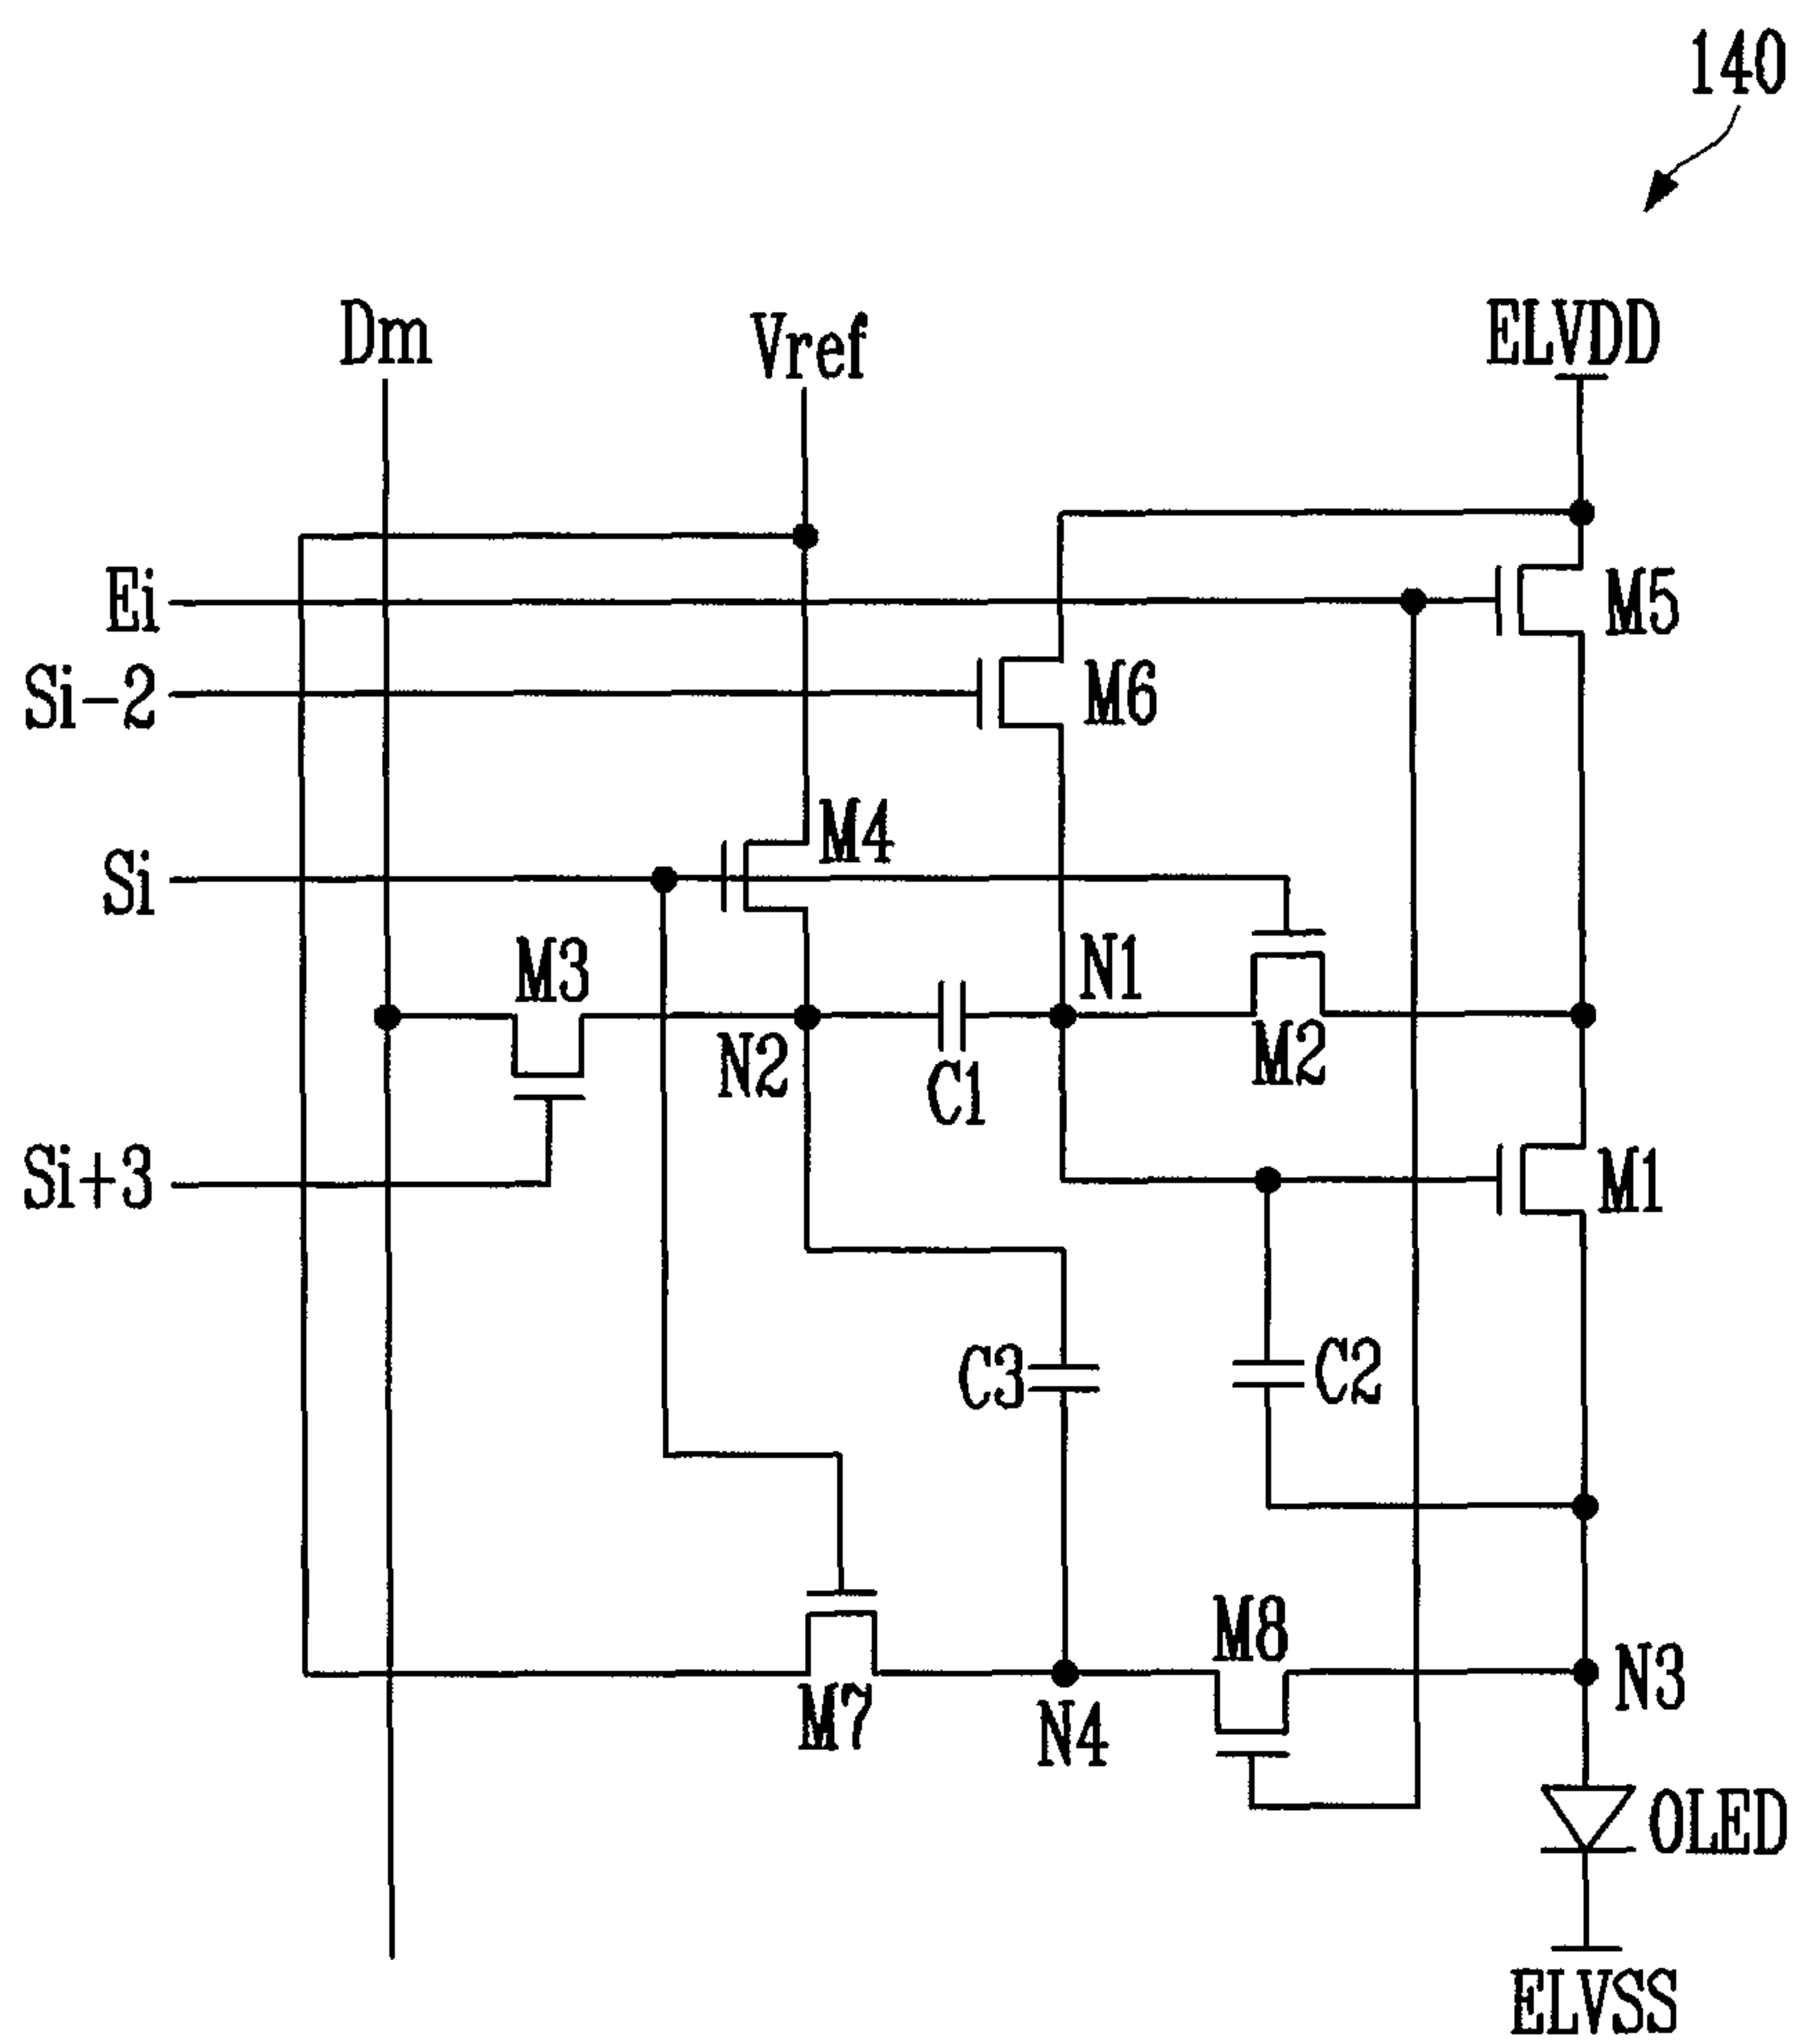 140
Dm
Vref
ELVDD
Ei
M5
Si-2
M6
M4
Si
M3
N1
N2
C1
M2
Si+3
M1
C3
C2
M8
N3
M7
N4
OLED
ELVSS